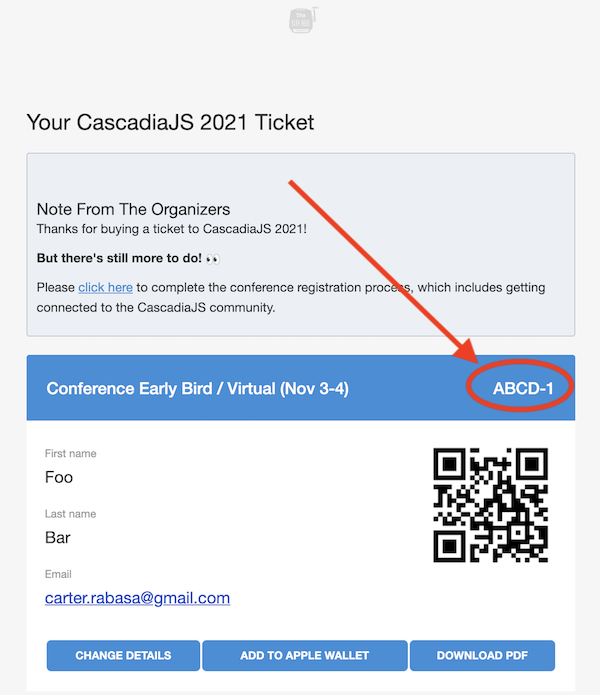 Your CascadiaJS 2021 Ticket
Note From The Organizers
Thanks for buying a ticket to CascadiaJS 2021!
But there's still more to do! 👀
Please click here to complete the conference registration process, which includes getting
connected to the CascadiaJS community.
Conference Early Bird / Virtual (Nov 3-4) ABCD-1
First name
Foo
Last name
Bar
Email
carter.rabasa@gmail.com
CHANGE DETAILS ADD TO APPLE WALLET DOWNLOAD PDF